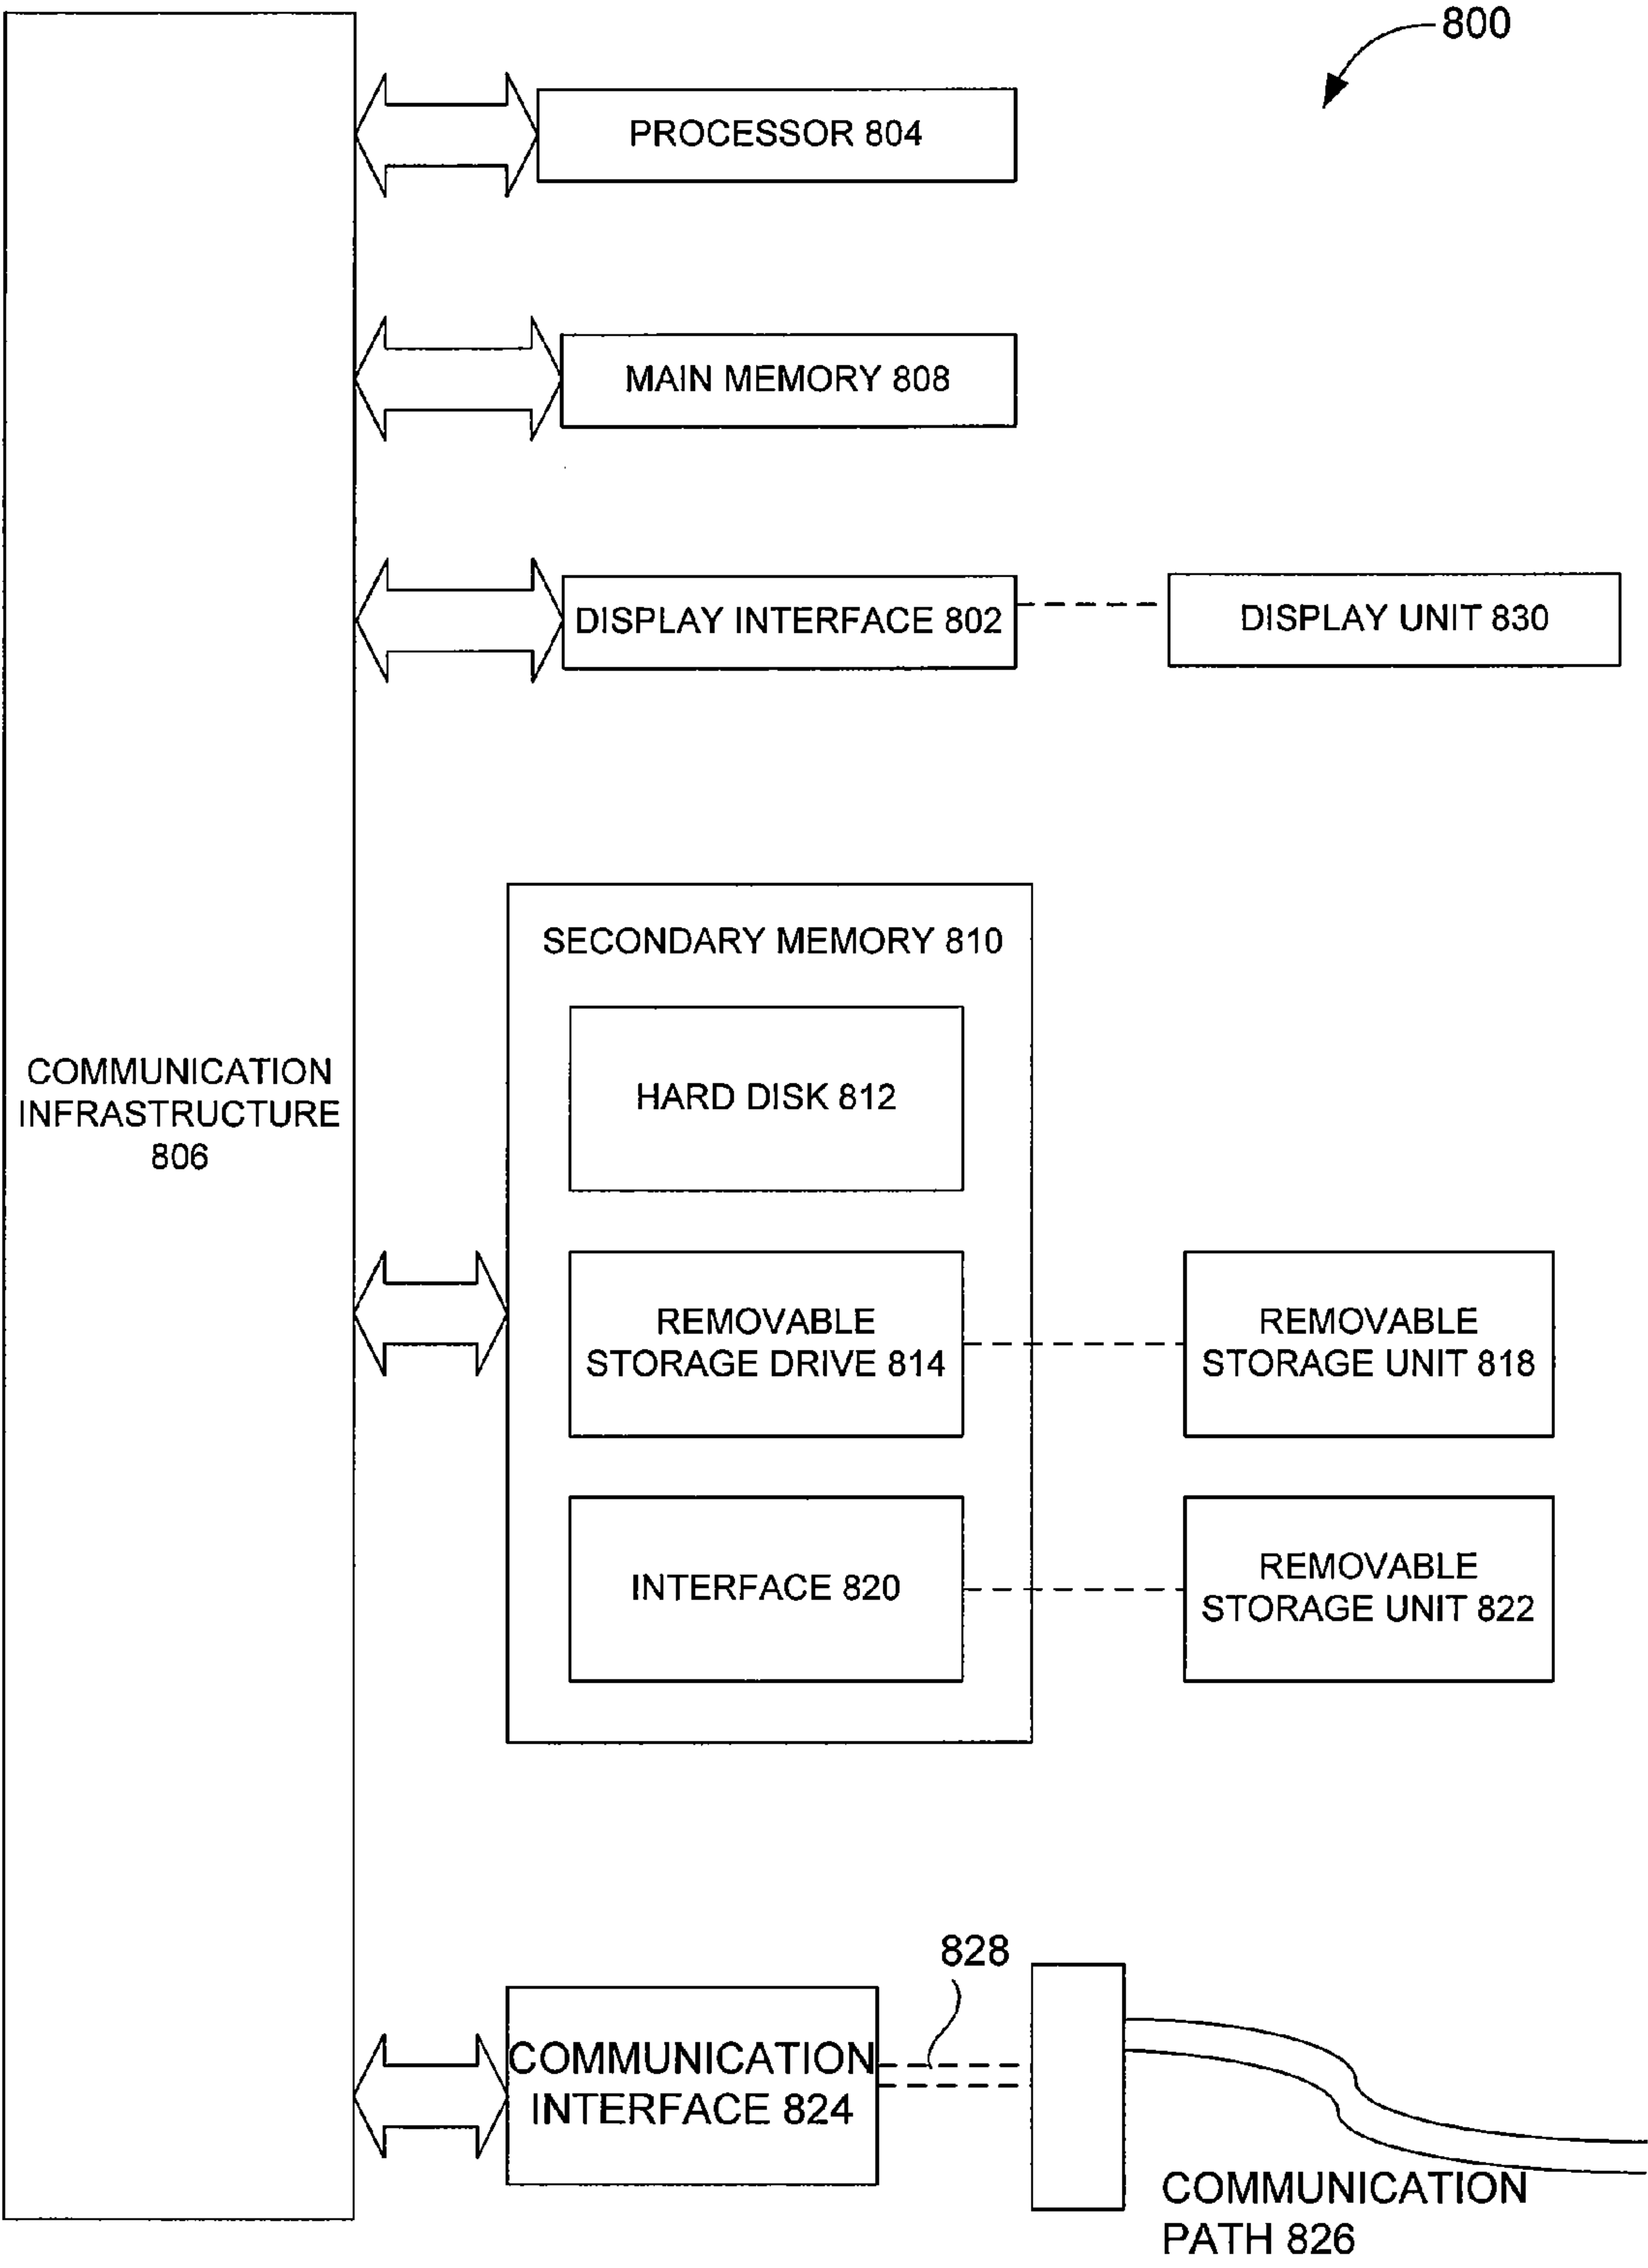 800
PROCESSOR 804
MAIN MEMORY 808
DISPLAY INTERFACE 802
DISPLAY UNIT 830
SECONDARY MEMORY 810
HARD DISK 812
COMMUNICATION
INFRASTRUCTURE
806
REMOVABLE
STORAGE DRIVE 814
REMOVABLE
STORAGE UNIT 818
INTERFACE 820
REMOVABLE
STORAGE UNIT 822
828
COMMUNICATION
INTERFACE 824
COMMUNICATION
PATH 826